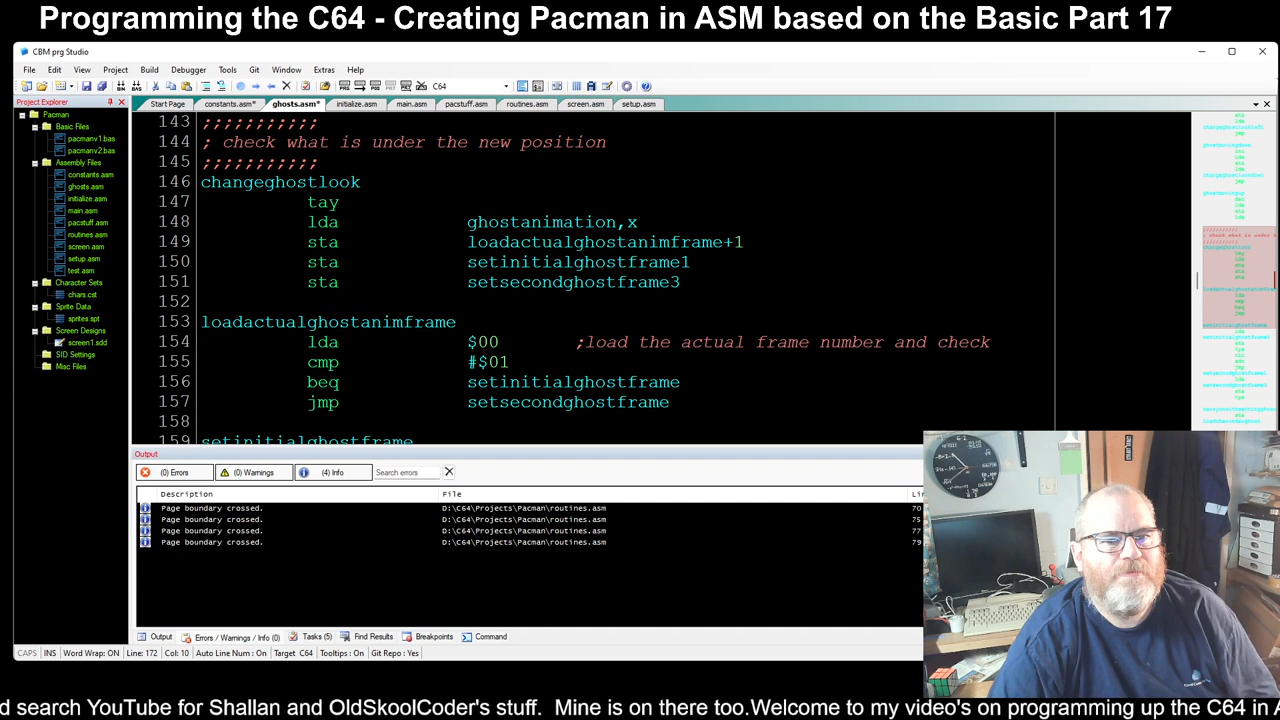 Programming the C64 - Creating Pacman in ASM based on the Basic Part 17
CBM prg Studio
File Edit View Project Build Debugger Tools Git Window Extras Help
C64
Project Explorer
Start Page constants.asm* ghosts.asm* initialize.asm main.asm pacstuff.asm routines.asm screen.asm setup.asm
Pacman
Basic Files
pacmanv1.bas
pacmanv2.bas
Assembly Files
constants.asm
ghosts.asm
initialize.asm
main.asm
pacstuff.asm
routines.asm
screen.asm
setup.asm
test.asm
Character Sets
chars.cst
Sprite Data
sprites.spt
Screen Designs
screen1.sdd
SID Settings
Misc Files
143 ;;;;;;;;;;;
144 ; check what is under the new position
145 ;;;;;;;;;;;
146 changeghostlook
147 tay
148 lda ghostanimation,x
149 sta loadactualghostanimframe+1
150 sta setinitialghostframe1
151 sta setsecondghostframe3
152
153 loadactualghostanimframe
154 lda $00 ;load the actual frame number and check
155 cmp #$01
156 beq setinitialghostframe
157 jmp setsecondghostframe
158
159 setinitialghostframe
Output
(0) Errors (0) Warnings (4) Info Search errors
Description File Li
Page boundary crossed. D:\C64\Projects\Pacman\routines.asm 70
Page boundary crossed. D:\C64\Projects\Pacman\routines.asm 75
Page boundary crossed. D:\C64\Projects\Pacman\routines.asm 77
Page boundary crossed. D:\C64\Projects\Pacman\routines.asm 79
Output Errors / Warnings / Info (0) Tasks (5) Find Results Breakpoints Command
CAPS INS Word Wrap: ON Line: 172 Col: 10 Auto Line Num : On Target C64 Tooltips : On Git Repo : Yes
d search YouTube for Shallan and OldSkoolCoder's stuff. Mine is on there too.Welcome to my video's on programming up the C64 in A